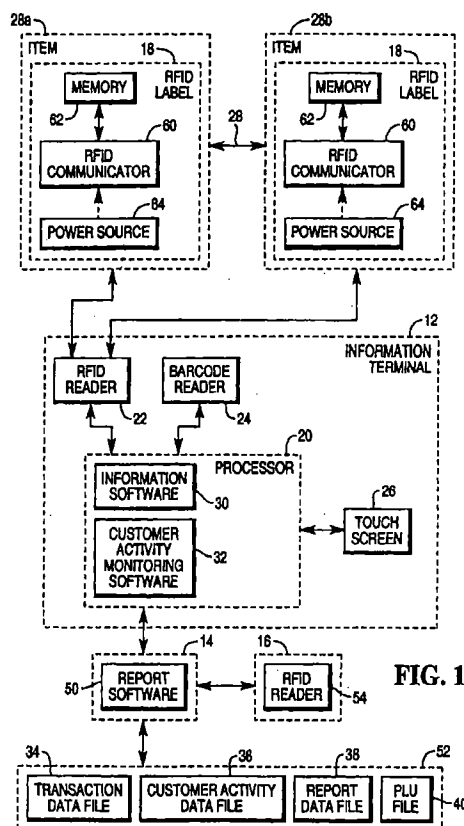 28a
ITEM
18
RFID
LABEL
MEMORY
62
60
RFID
COMMUNICATOR
64
POWER SOURCE
28
28b
ITEM
18
RFID
LABEL
MEMORY
62
60
RFID
COMMUNICATOR
64
POWER SOURCE
12
INFORMATION
TERMINAL
RFID
READER
22
BARCODE
READER
24
20
PROCESSOR
INFORMATION
SOFTWARE
30
CUSTOMER
ACTIVITY
MONITORING
SOFTWARE
32
26
TOUCH
SCREEN
14
50
REPORT
SOFTWARE
16
RFID
READER
54
FIG. 1
34
TRANSACTION
DATA FILE
36
CUSTOMER ACTIVITY
DATA FILE
38
REPORT
DATA FILE
52
PLU
FILE
40